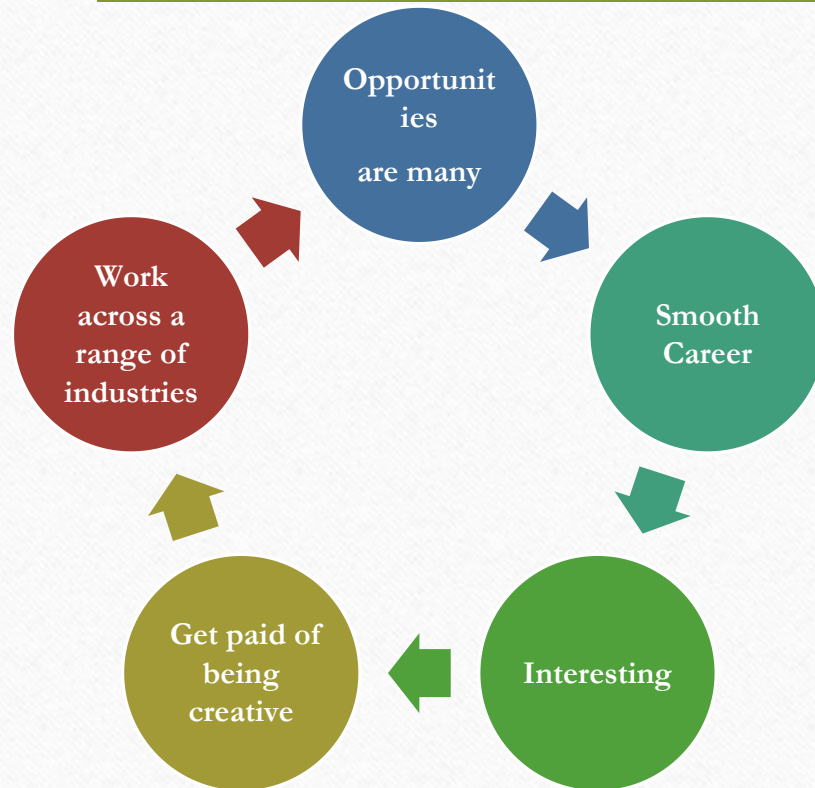 Opportunit
ies
are many
Smooth
Career
Interesting
Get paid of
being
creative
Work
across a
range of
industries